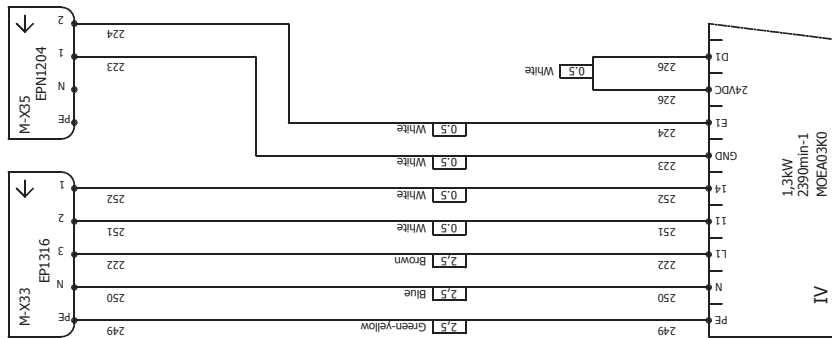 M-X35
EPN1204
2
1
N
PE
224
223
White 0.5
226
226
D1
24VDC
White 0.5
224
E1
White 0.5
223
GND
M-X33
EP1316
1
2
3
N
PE
252
White 0.5
252
14
251
White 0.5
251
11
222
Brown 2,5
222
L1
250
Blue 2,5
250
N
249
Green-yellow 2,5
249
PE
1,3kW
2390min-1
MOEA03K0
IV